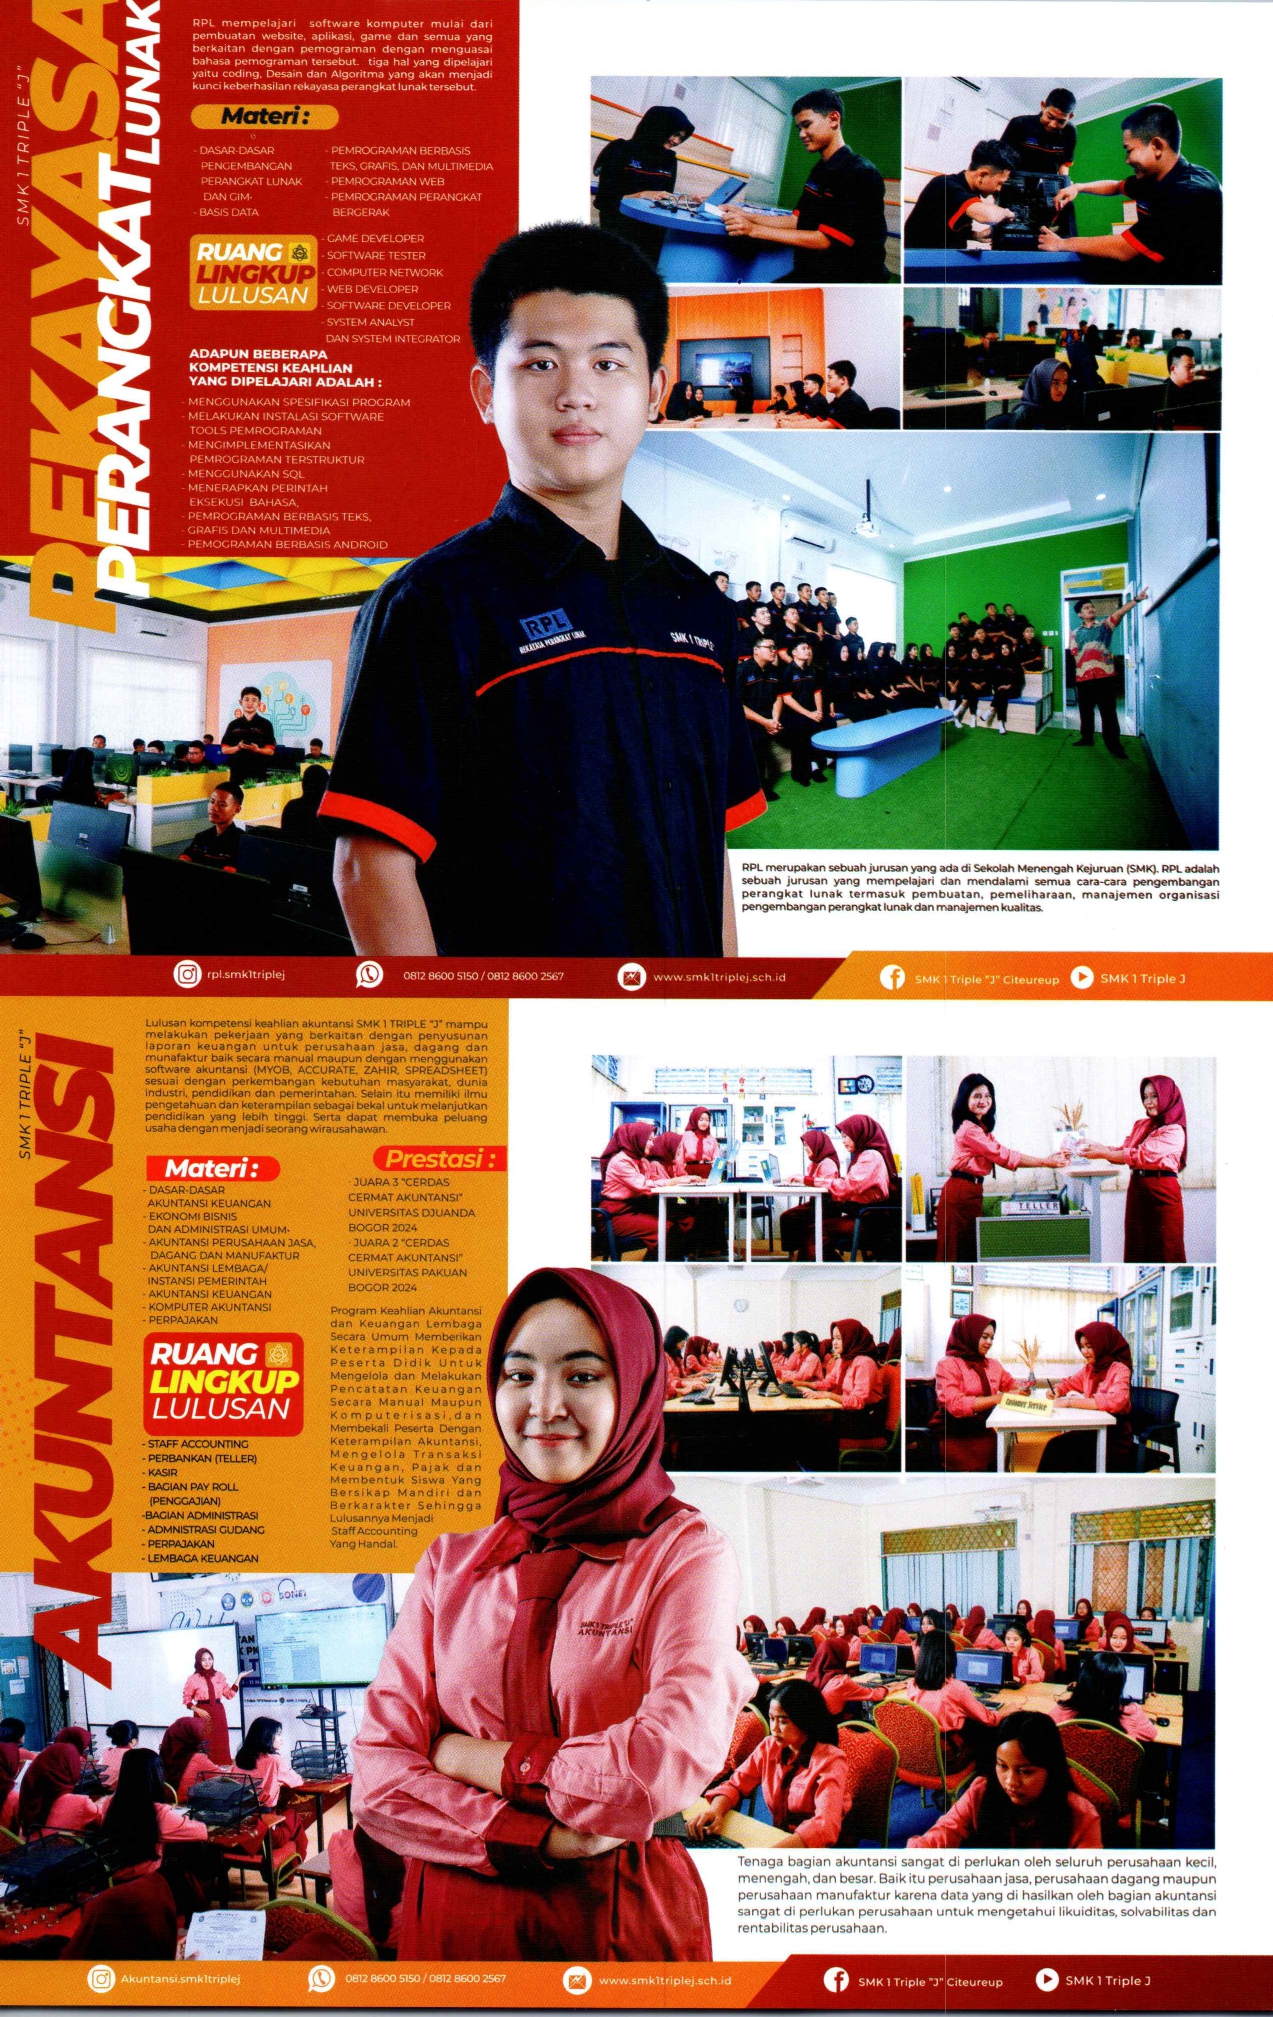 SMK 1 TRIPLE "J"
REKAYASA
PERANGKAT LUNAK
RPL mempelajari software komputer mulai dari
pembuatan website, aplikasi, game dan semua yang
berkaitan dengan pemograman dengan menguasai
bahasa pemograman tersebut. tiga hal yang dipelajari
yaitu coding, Desain dan Algoritma yang akan menjadi
kunci keberhasilan rekayasa perangkat lunak tersebut.
Materi :
- DASAR-DASAR
PENGEMBANGAN
PERANGKAT LUNAK
DAN GIM·
- BASIS DATA
- PEMROGRAMAN BERBASIS
TEKS, GRAFIS, DAN MULTIMEDIA
- PEMROGRAMAN WEB
- PEMROGRAMAN PERANGKAT
BERGERAK
RUANG
LINGKUP
LULUSAN
- GAME DEVELOPER
- SOFTWARE TESTER
- COMPUTER NETWORK
- WEB DEVELOPER
- SOFTWARE DEVELOPER
- SYSTEM ANALYST
DAN SYSTEM INTEGRATOR
ADAPUN BEBERAPA
KOMPETENSI KEAHLIAN
YANG DIPELAJARI ADALAH :
- MENGGUNAKAN SPESIFIKASI PROGRAM
- MELAKUKAN INSTALASI SOFTWARE
TOOLS PEMROGRAMAN
- MENGIMPLEMENTASIKAN
PEMROGRAMAN TERSTRUKTUR
- MENGGUNAKAN SQL
- MENERAPKAN PERINTAH
EKSEKUSI BAHASA,
- PEMROGRAMAN BERBASIS TEKS,
- GRAFIS DAN MULTIMEDIA
- PEMOGRAMAN BERBASIS ANDROID
RPL
REKAYASA PERANGKAT LUNAK
SMK 1 TRIPLE
RPL merupakan sebuah jurusan yang ada di Sekolah Menengah Kejuruan (SMK). RPL adalah
sebuah jurusan yang mempelajari dan mendalami semua cara-cara pengembangan
perangkat lunak termasuk pembuatan, pemeliharaan, manajemen organisasi
pengembangan perangkat lunak dan manajemen kualitas.
rpl.smk1triplej
0812 8600 5150 / 0812 8600 2567
www.smk1triplej.sch.id
SMK 1 Triple "J" Citeureup
SMK 1 Triple J
SMK 1 TRIPLE "J"
AKUNTANSI
Lulusan kompetensi keahlian akuntansi SMK 1 TRIPLE "J" mampu
melakukan pekerjaan yang berkaitan dengan penyusunan
laporan keuangan untuk perusahaan jasa, dagang dan
munafaktur baik secara manual maupun dengan menggunakan
software akuntansi (MYOB, ACCURATE, ZAHIR, SPREADSHEET)
sesuai dengan perkembangan kebutuhan masyarakat, dunia
industri, pendidikan dan pemerintahan. Selain itu memiliki ilmu
pengetahuan dan keterampilan sebagai bekal untuk melanjutkan
pendidikan yang lebih tinggi. Serta dapat membuka peluang
usaha dengan menjadi seorang wirausahawan.
Materi :
- DASAR-DASAR
AKUNTANSI KEUANGAN
- EKONOMI BISNIS
DAN ADMINISTRASI UMUM·
- AKUNTANSI PERUSAHAAN JASA,
DAGANG DAN MANUFAKTUR
- AKUNTANSI LEMBAGA/
INSTANSI PEMERINTAH
- AKUNTANSI KEUANGAN
- KOMPUTER AKUNTANSI
- PERPAJAKAN
RUANG
LINGKUP
LULUSAN
- STAFF ACCOUNTING
- PERBANKAN (TELLER)
- KASIR
- BAGIAN PAY ROLL
(PENGGAJIAN)
-BAGIAN ADMINISTRASI
- ADMNISTRASI GUDANG
- PERPAJAKAN
- LEMBAGA KEUANGAN
Prestasi :
- JUARA 3 "CERDAS
CERMAT AKUNTANSI"
UNIVERSITAS DJUANDA
BOGOR 2024
- JUARA 2 "CERDAS
CERMAT AKUNTANSI"
UNIVERSITAS PAKUAN
BOGOR 2024
Program Keahlian Akuntansi
dan Keuangan Lembaga
Secara Umum Memberikan
Keterampilan Kepada
Peserta Didik Untuk
Mengelola dan Melakukan
Pencatatan Keuangan
Secara Manual Maupun
Komputerisasi,dan
Membekali Peserta Dengan
Keterampilan Akuntansi,
Mengelola Transaksi
Keuangan, Pajak dan
Membentuk Siswa Yang
Bersikap Mandiri dan
Berkarakter Sehingga
Lulusannya Menjadi
Staff Accounting
Yang Handal.
TELLER
Customer Service
SMK 1 TRIPLE "J"
AKUNTANSI
Tenaga bagian akuntansi sangat di perlukan oleh seluruh perusahaan kecil,
menengah, dan besar. Baik itu perusahaan jasa, perusahaan dagang maupun
perusahaan manufaktur karena data yang di hasilkan oleh bagian akuntansi
sangat di perlukan perusahaan untuk mengetahui likuiditas, solvabilitas dan
rentabilitas perusahaan.
Akuntansi.smk1triplej
0812 8600 5150 / 0812 8600 2567
www.smk1triplej.sch.id
SMK 1 Triple "J" Citeureup
SMK 1 Triple J